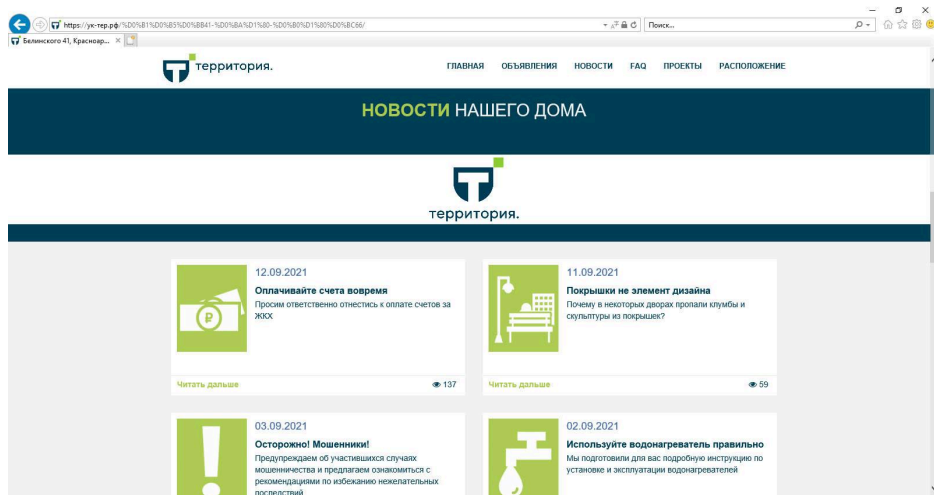 https://ук-тер.рф/%D0%B1%D0%B5%D0%BB41-%D0%BA%D1%80-%D0%B0%D1%80%D0%BC66/
Поиск...
Белинского 41, Красноар...
территория.
ГЛАВНАЯ ОБЪЯВЛЕНИЯ НОВОСТИ FAQ ПРОЕКТЫ РАСПОЛОЖЕНИЕ
НОВОСТИ НАШЕГО ДОМА
территория.
12.09.2021
Оплачивайте счета вовремя
Просим ответственно отнестись к оплате счетов за
ЖКХ
Читать дальше
137
11.09.2021
Покрышки не элемент дизайна
Почему в некоторых дворах пропали клумбы и
скульптуры из покрышек?
Читать дальше
59
03.09.2021
Осторожно! Мошенники!
Предупреждаем об участившихся случаях
мошенничества и предлагаем ознакомиться с
рекомендациями по избежанию нежелательных
последствий
02.09.2021
Используйте водонагреватель правильно
Мы подготовили для вас подробную инструкцию по
установке и эксплуатации водонагревателей